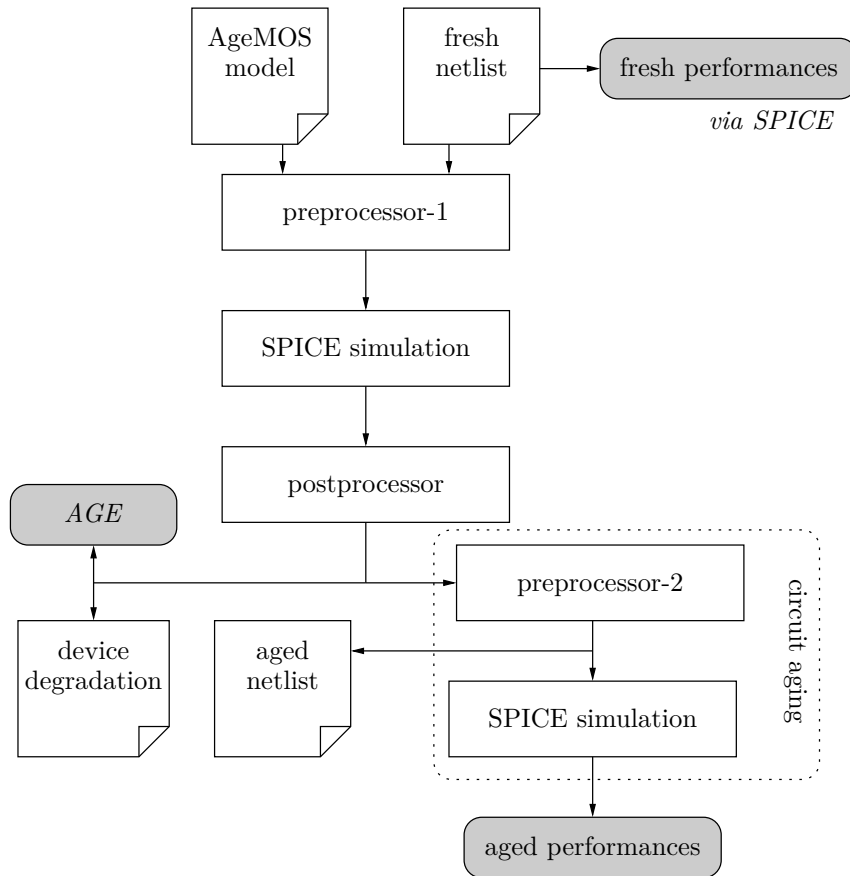 AgeMOS
model
fresh
netlist
fresh performances
via SPICE
preprocessor-1
SPICE simulation
postprocessor
AGE
preprocessor-2
circuit aging
device
degradation
aged
netlist
SPICE simulation
aged performances